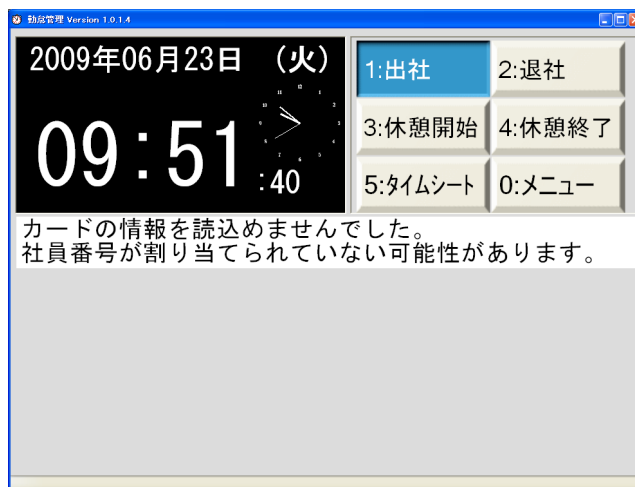 勤怠管理 Version 1.0.1.4
2009年06月23日 (火)
09:51:40
1:出社
2:退社
3:休憩開始
4:休憩終了
5:タイムシート
0:メニュー
カードの情報を読込めませんでした。
社員番号が割り当てられていない可能性があります。